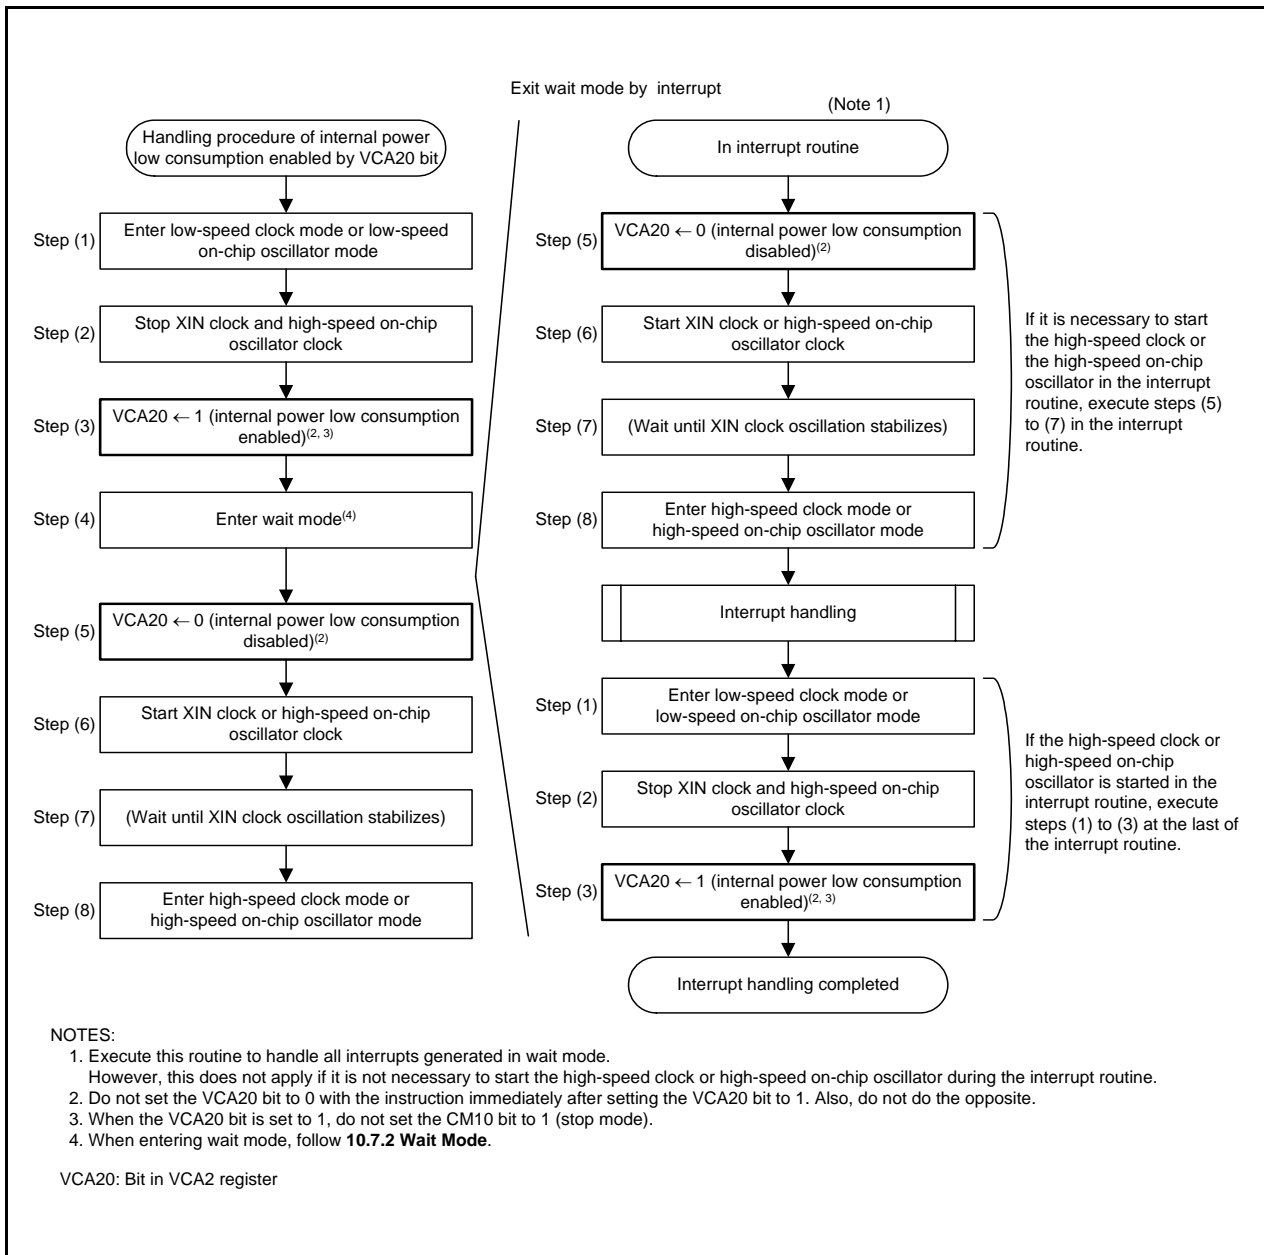 Exit wait mode by interrupt
Handling procedure of internal power
low consumption enabled by VCA20 bit
Step (1)
Enter low-speed clock mode or low-speed
on-chip oscillator mode
Step (2)
Stop XIN clock and high-speed on-chip
oscillator clock
Step (3)
VCA20 ← 1 (internal power low consumption
enabled)(2, 3)
Step (4)
Enter wait mode(4)
Step (5)
VCA20 ← 0 (internal power low consumption
disabled)(2)
Step (6)
Start XIN clock or high-speed on-chip
oscillator clock
Step (7)
(Wait until XIN clock oscillation stabilizes)
Step (8)
Enter high-speed clock mode or
high-speed on-chip oscillator mode
(Note 1)
In interrupt routine
Step (5)
VCA20 ← 0 (internal power low consumption
disabled)(2)
Step (6)
Start XIN clock or high-speed on-chip
oscillator clock
Step (7)
(Wait until XIN clock oscillation stabilizes)
Step (8)
Enter high-speed clock mode or
high-speed on-chip oscillator mode
If it is necessary to start
the high-speed clock or
the high-speed on-chip
oscillator in the interrupt
routine, execute steps (5)
to (7) in the interrupt
routine.
Interrupt handling
Step (1)
Enter low-speed clock mode or
low-speed on-chip oscillator mode
Step (2)
Stop XIN clock and high-speed on-chip
oscillator clock
Step (3)
VCA20 ← 1 (internal power low consumption
enabled)(2, 3)
If the high-speed clock or
high-speed on-chip
oscillator is started in the
interrupt routine, execute
steps (1) to (3) at the last of
the interrupt routine.
Interrupt handling completed
NOTES:
1. Execute this routine to handle all interrupts generated in wait mode.
However, this does not apply if it is not necessary to start the high-speed clock or high-speed on-chip oscillator during the interrupt routine.
2. Do not set the VCA20 bit to 0 with the instruction immediately after setting the VCA20 bit to 1. Also, do not do the opposite.
3. When the VCA20 bit is set to 1, do not set the CM10 bit to 1 (stop mode).
4. When entering wait mode, follow 10.7.2 Wait Mode.
VCA20: Bit in VCA2 register